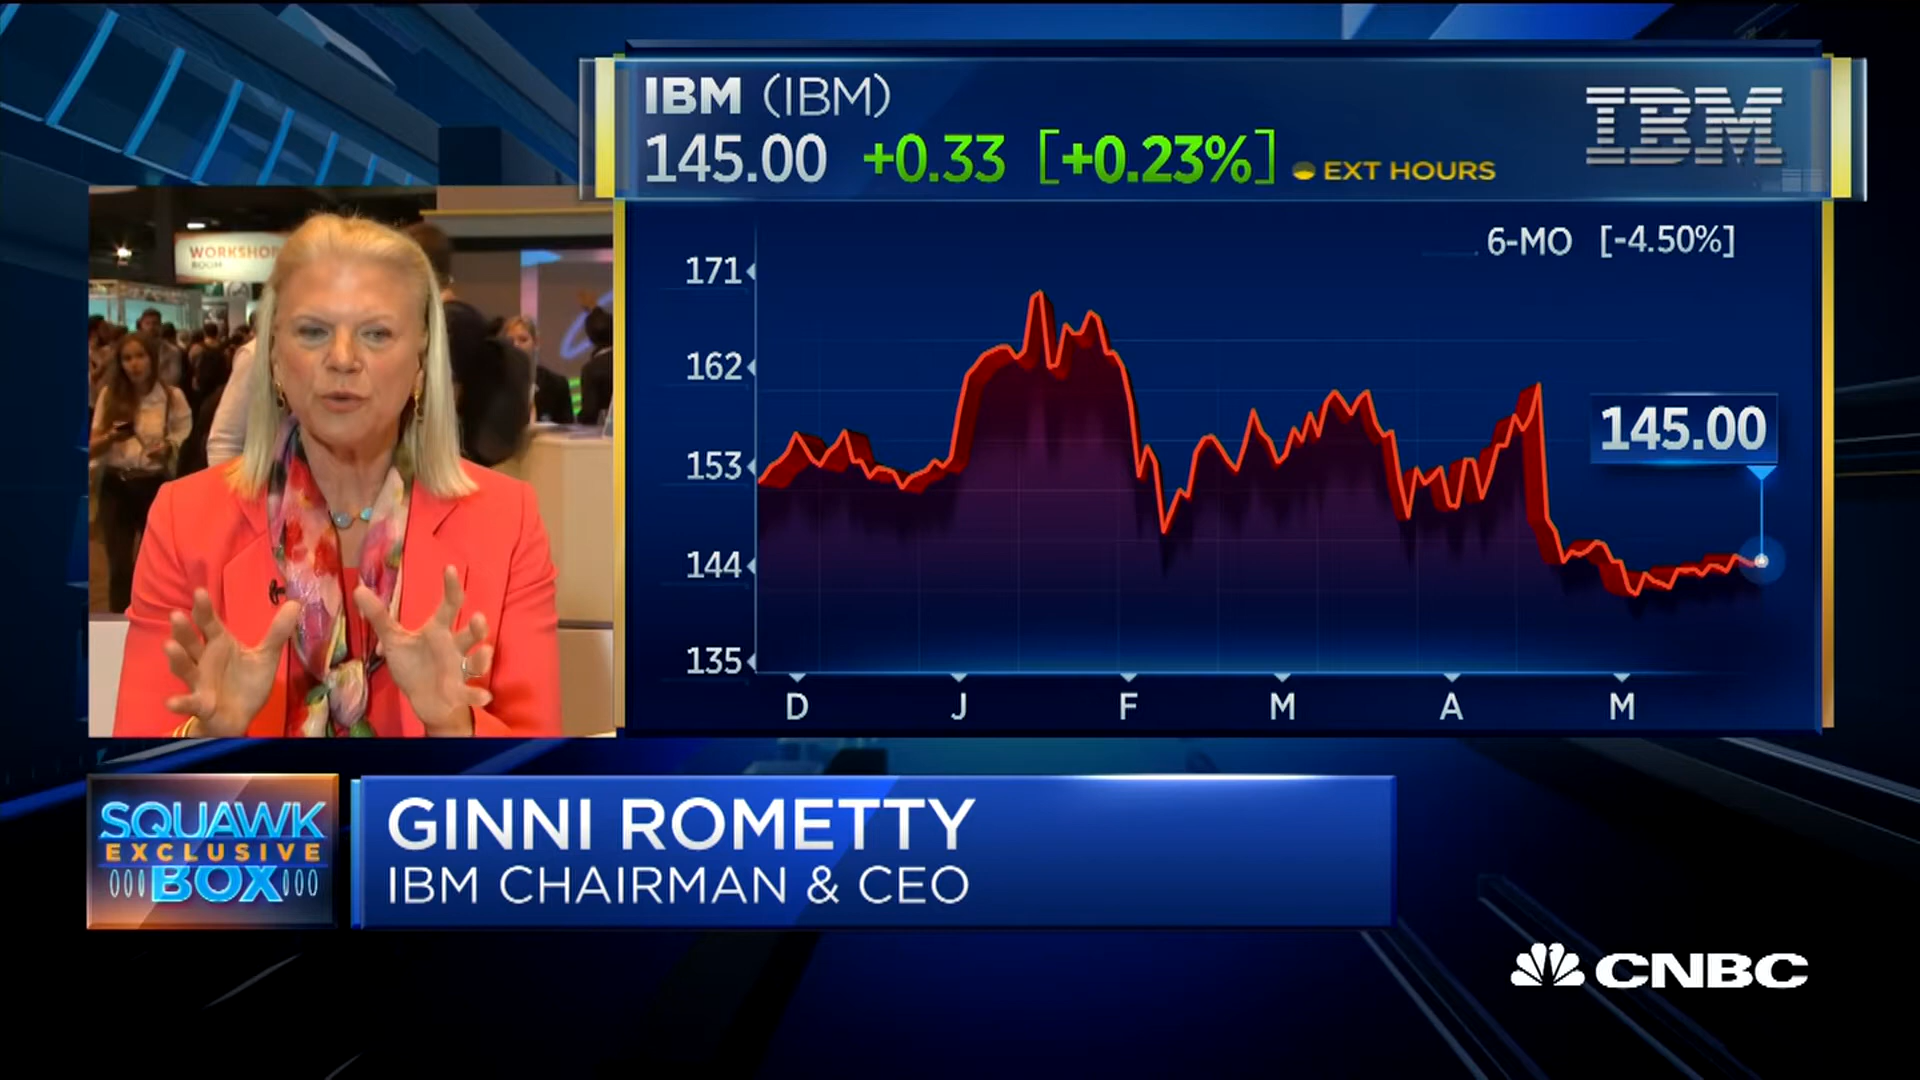 IBM (IBM)
145.00 +0.33 [+0.23%] EXT HOURS
IBM
6-MO [-4.50%]
171
162
153
144
135
145.00
D J F M A M
WORKSHOP
ROOM
SQUAWK
EXCLUSIVE
BOX
GINNI ROMETTY
IBM CHAIRMAN & CEO
CNBC